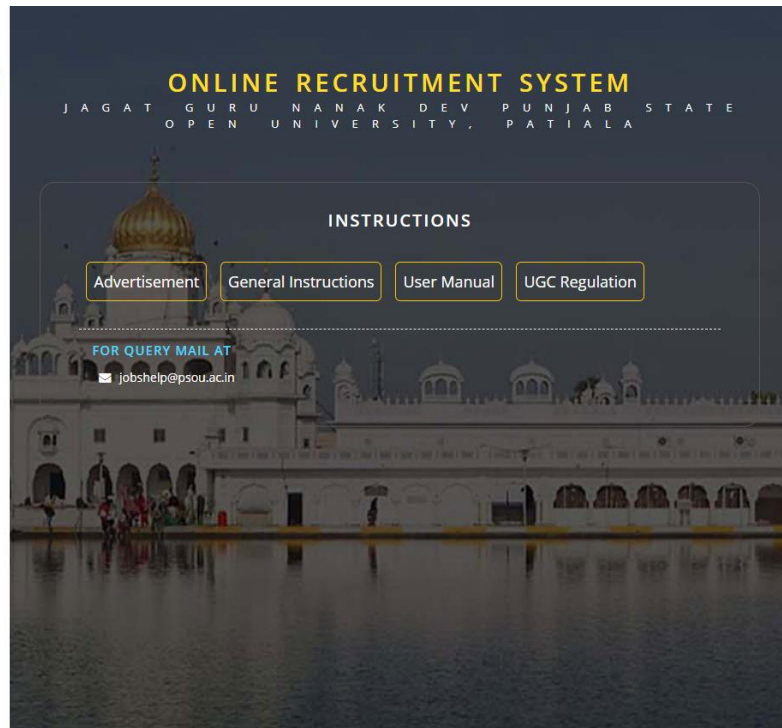 ONLINE RECRUITMENT SYSTEM
JAGAT GURU NANAK DEV PUNJAB STATE
OPEN UNIVERSITY, PATIALA
INSTRUCTIONS
Advertisement General Instructions User Manual UGC Regulation
FOR QUERY MAIL AT
jobshelp@psou.ac.in